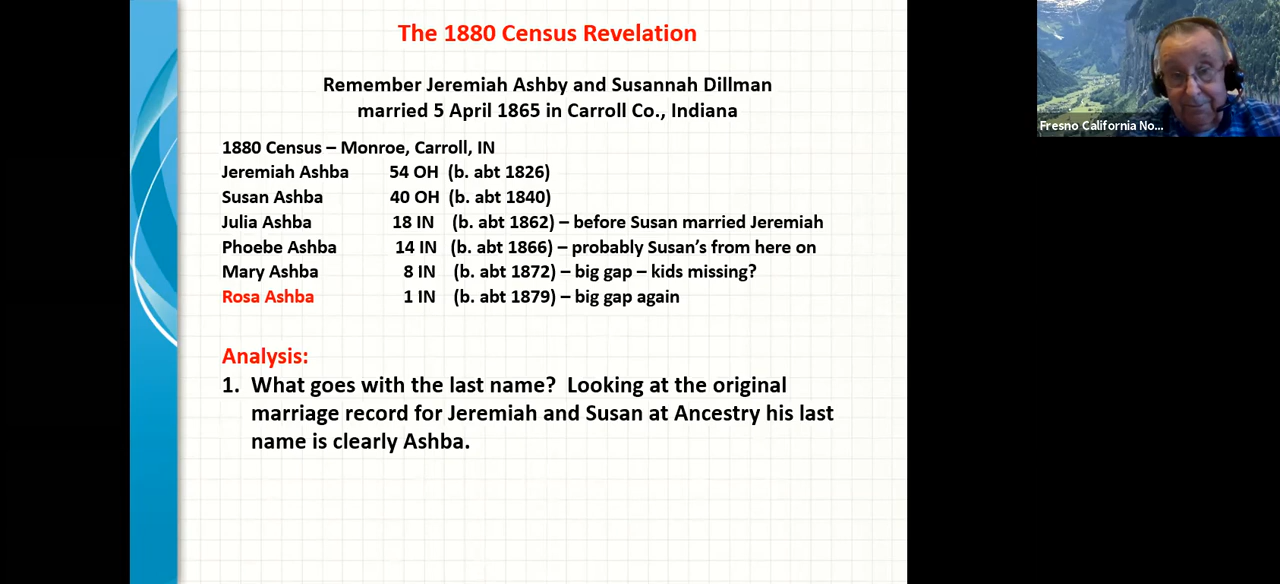 The 1880 Census Revelation
Remember Jeremiah Ashby and Susannah Dillman
married 5 April 1865 in Carroll Co., Indiana
1880 Census – Monroe, Carroll, IN
Jeremiah Ashba 54 OH (b. abt 1826)
Susan Ashba 40 OH (b. abt 1840)
Julia Ashba 18 IN (b. abt 1862) – before Susan married Jeremiah
Phoebe Ashba 14 IN (b. abt 1866) – probably Susan's from here on
Mary Ashba 8 IN (b. abt 1872) – big gap – kids missing?
Rosa Ashba 1 IN (b. abt 1879) – big gap again
Analysis:
1. What goes with the last name? Looking at the original
marriage record for Jeremiah and Susan at Ancestry his last
name is clearly Ashba.
Fresno California No...